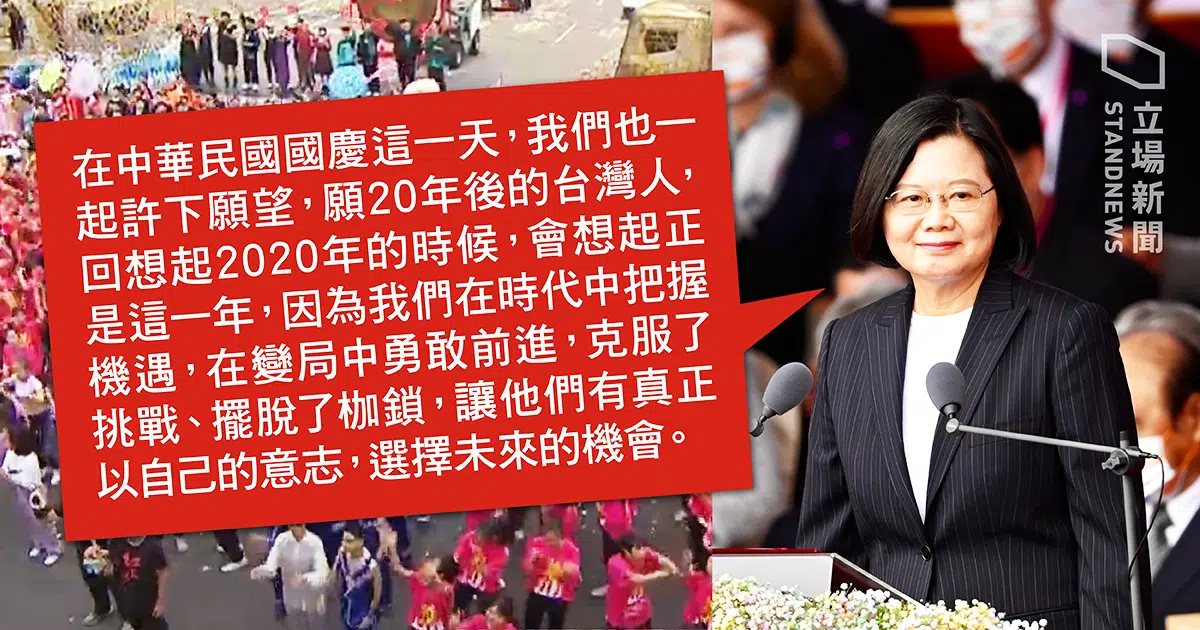 在中華民國國慶這一天，我們也一
起許下願望，願20年後的台灣人，
回想起2020年的時候，會想起正
是這一年，因為我們在時代中把握
機遇，在變局中勇敢前進，克服了
挑戰、擺脫了枷鎖，讓他們有真正
以自己的意志，選擇未來的機會。
立場新聞
STANDNEWS